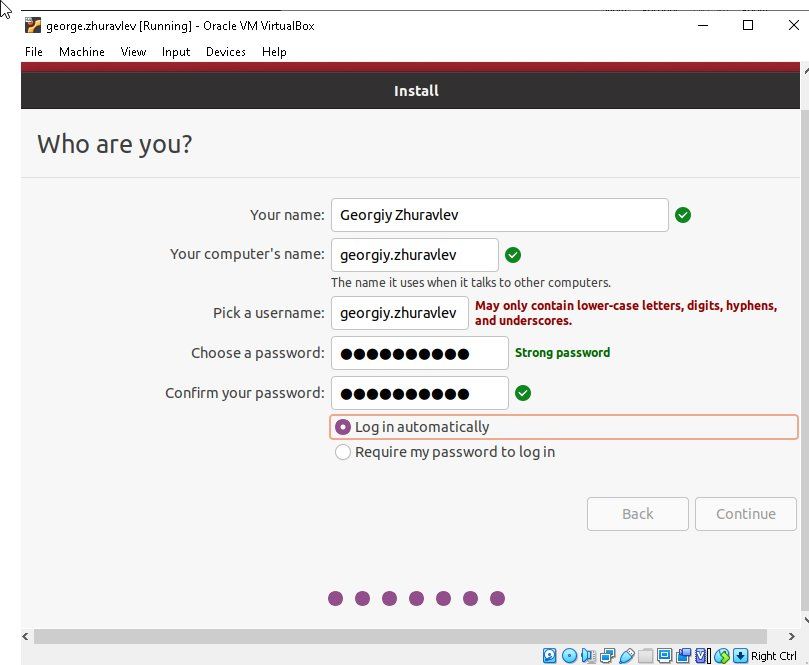 george.zhuravlev [Running] - Oracle VM VirtualBox
File Machine View Input Devices Help
Install
Who are you?
Your name: Georgiy Zhuravlev
Your computer's name: georgiy.zhuravlev
The name it uses when it talks to other computers.
Pick a username: georgiy.zhuravlev May only contain lower-case letters, digits, hyphens,
and underscores.
Choose a password: ●●●●●●●●●● Strong password
Confirm your password: ●●●●●●●●●●
Log in automatically
Require my password to log in
Back Continue
Right Ctrl